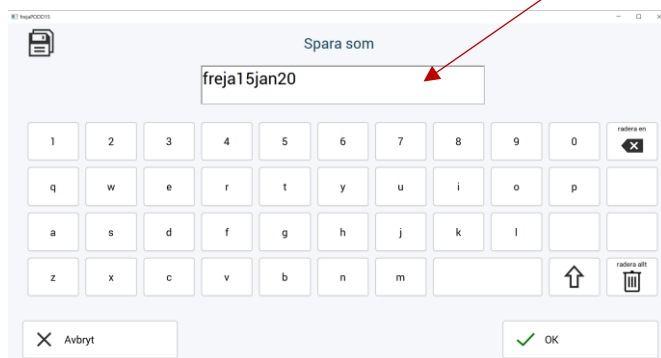 frejaPODD15
Spara som
freja15jan20
1 2 3 4 5 6 7 8 9 0 radera en
q w e r t y u i o p
a s d f g h j k l
z x c v b n m radera allt
Avbryt OK